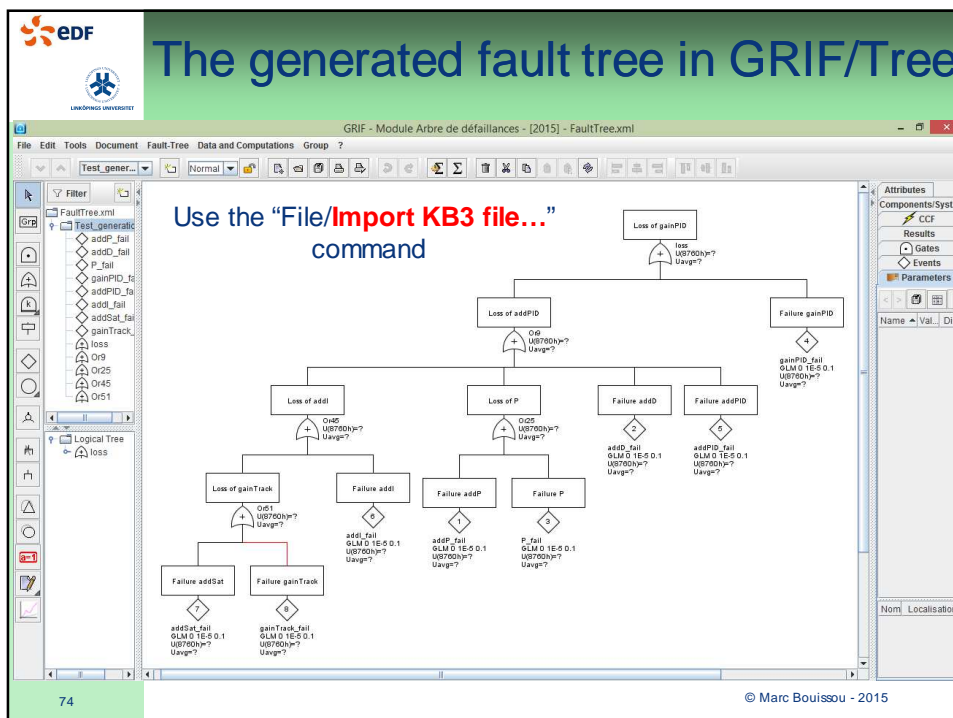 edf
LINKÖPINGS UNIVERSITET
The generated fault tree in GRIF/Tree
GRIF - Module Arbre de défaillances - [2015] - FaultTree.xml
File Edit Tools Document Fault-Tree Data and Computations Group ?
Test_gener...
Normal
Grp
Filter
FaultTree.xml
Test_generatic
addP_fail
addD_fail
P_fail
gainPID_fa
addPID_fa
addI_fail
addSat_fai
gainTrack_
loss
Or9
Or25
Or45
Or51
Logical Tree
loss
a=1
Use the “File/Import KB3 file…”
command
Loss of gainPID
loss
U(8760h)=?
Uavg=?
Loss of addPID
Or9
U(8760h)=?
Uavg=?
Failure gainPID
4
gainPID_fail
GLM 0 1E-5 0.1
U(8760h)=?
Uavg=?
Loss of addI
Or45
U(8760h)=?
Uavg=?
Loss of P
Or25
U(8760h)=?
Uavg=?
Failure addD
2
addD_fail
GLM 0 1E-5 0.1
U(8760h)=?
Uavg=?
Failure addPID
5
addPID_fail
GLM 0 1E-5 0.1
U(8760h)=?
Uavg=?
Loss of gainTrack
Or51
U(8760h)=?
Uavg=?
Failure addI
6
addI_fail
GLM 0 1E-5 0.1
U(8760h)=?
Uavg=?
Failure addP
1
addP_fail
GLM 0 1E-5 0.1
U(8760h)=?
Uavg=?
Failure P
3
P_fail
GLM 0 1E-5 0.1
U(8760h)=?
Uavg=?
Failure addSat
7
addSat_fail
GLM 0 1E-5 0.1
U(8760h)=?
Uavg=?
Failure gainTrack
8
gainTrack_fail
GLM 0 1E-5 0.1
U(8760h)=?
Uavg=?
Attributes
Components/Syst
CCF
Results
Gates
Events
Parameters
Name Val... Di
Nom Localisation
74
© Marc Bouissou - 2015